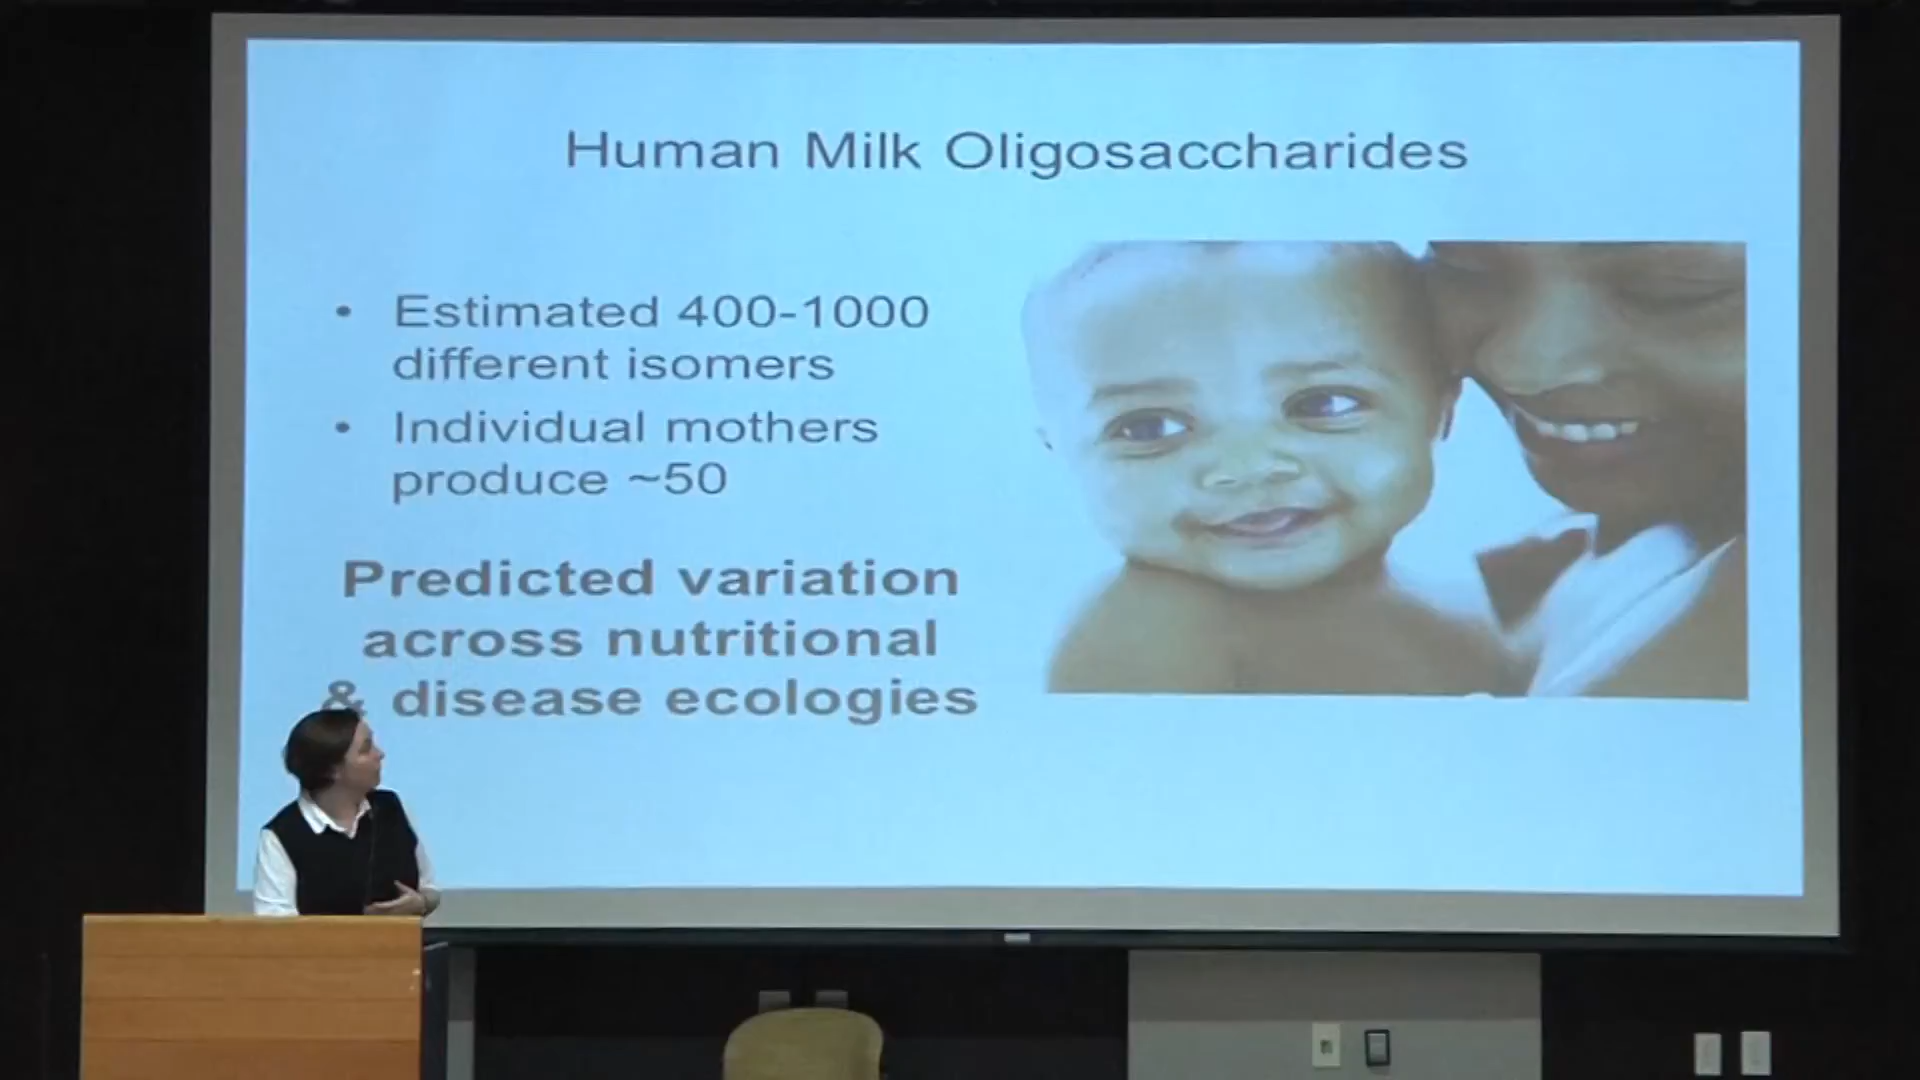 Human Milk Oligosaccharides
• Estimated 400-1000
different isomers
• Individual mothers
produce ~50
Predicted variation
across nutritional
& disease ecologies